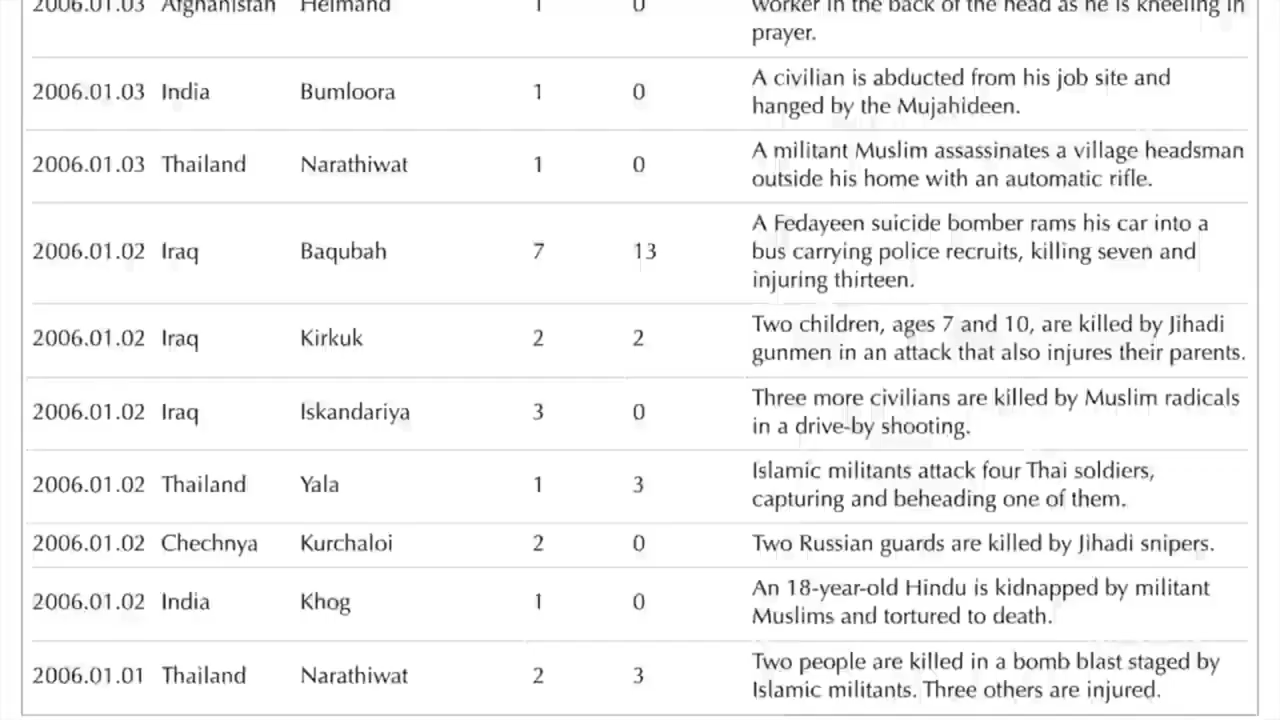 2006.01.03 Afghanistan Helmand 1 0 worker in the back of the head as he is kneeling in
prayer.
2006.01.03 India Bumloora 1 0 A civilian is abducted from his job site and
hanged by the Mujahideen.
2006.01.03 Thailand Narathiwat 1 0 A militant Muslim assassinates a village headsman
outside his home with an automatic rifle.
2006.01.02 Iraq Baqubah 7 13 A Fedayeen suicide bomber rams his car into a
bus carrying police recruits, killing seven and
injuring thirteen.
2006.01.02 Iraq Kirkuk 2 2 Two children, ages 7 and 10, are killed by Jihadi
gunmen in an attack that also injures their parents.
2006.01.02 Iraq Iskandariya 3 0 Three more civilians are killed by Muslim radicals
in a drive-by shooting.
2006.01.02 Thailand Yala 1 3 Islamic militants attack four Thai soldiers,
capturing and beheading one of them.
2006.01.02 Chechnya Kurchaloi 2 0 Two Russian guards are killed by Jihadi snipers.
2006.01.02 India Khog 1 0 An 18-year-old Hindu is kidnapped by militant
Muslims and tortured to death.
2006.01.01 Thailand Narathiwat 2 3 Two people are killed in a bomb blast staged by
Islamic militants. Three others are injured.